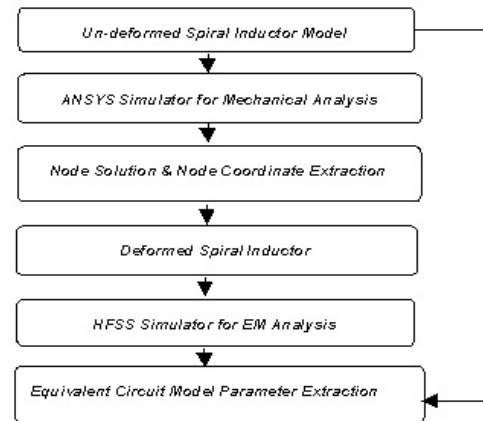 Un-deformed Spiral Inductor Model
ANSYS Simulator for Mechanical Analysis
Node Solution & Node Coordinate Extraction
Deformed Spiral Inductor
HFSS Simulator for EM Analysis
Equivalent Circuit Model Parameter Extraction